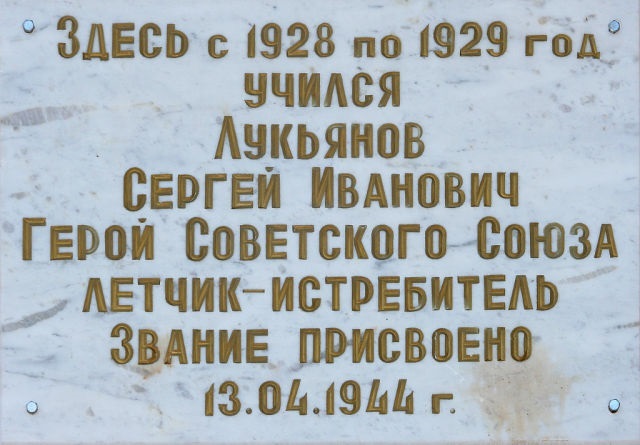 Здесь с 1928 по 1929 год
учился
Лукьянов
Сергей Иванович
Герой Советского Союза
летчик-истребитель
Звание присвоено
13.04.1944 г.